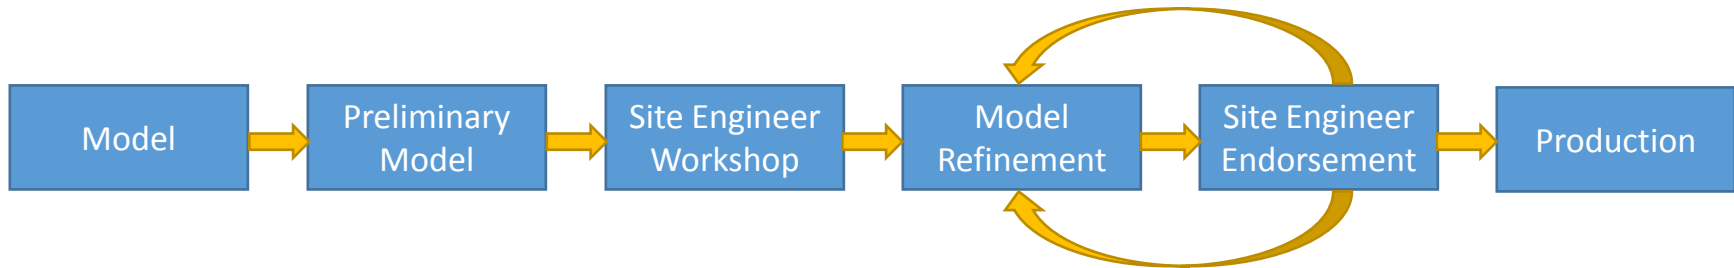 Model
Preliminary
Model
Site Engineer
Workshop
Model
Refinement
Site Engineer
Endorsement
Production